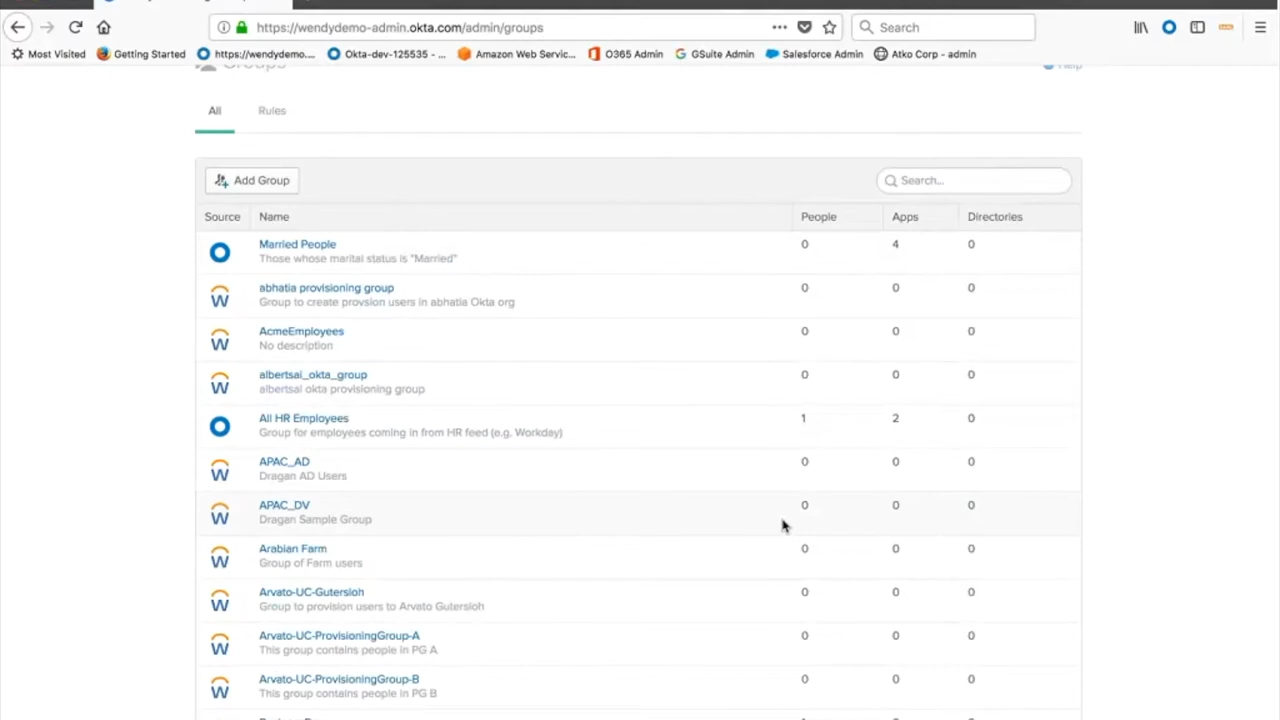 https://wendydemo-admin.okta.com/admin/groups
Search
Most Visited
Getting Started
https://wendydemo....
Okta-dev-125535 - ...
Amazon Web Servic...
O365 Admin
GSuite Admin
Salesforce Admin
Atko Corp - admin
Groups
Help
All
Rules
Add Group
Search...
Source Name People Apps Directories
Married People 0 4 0
Those whose marital status is "Married"
abhatia provisioning group 0 0 0
Group to create provsion users in abhatia Okta org
AcmeEmployees 0 0 0
No description
albertsai_okta_group 0 0 0
albertsai okta provisioning group
All HR Employees 1 2 0
Group for employees coming in from HR feed (e.g. Workday)
APAC_AD 0 0 0
Dragan AD Users
APAC_DV 0 0 0
Dragan Sample Group
Arabian Farm 0 0 0
Group of Farm users
Arvato-UC-Gutersloh 0 0 0
Group to provision users to Arvato Gutersloh
Arvato-UC-ProvisioningGroup-A 0 0 0
This group contains people in PG A
Arvato-UC-ProvisioningGroup-B 0 0 0
This group contains people in PG B